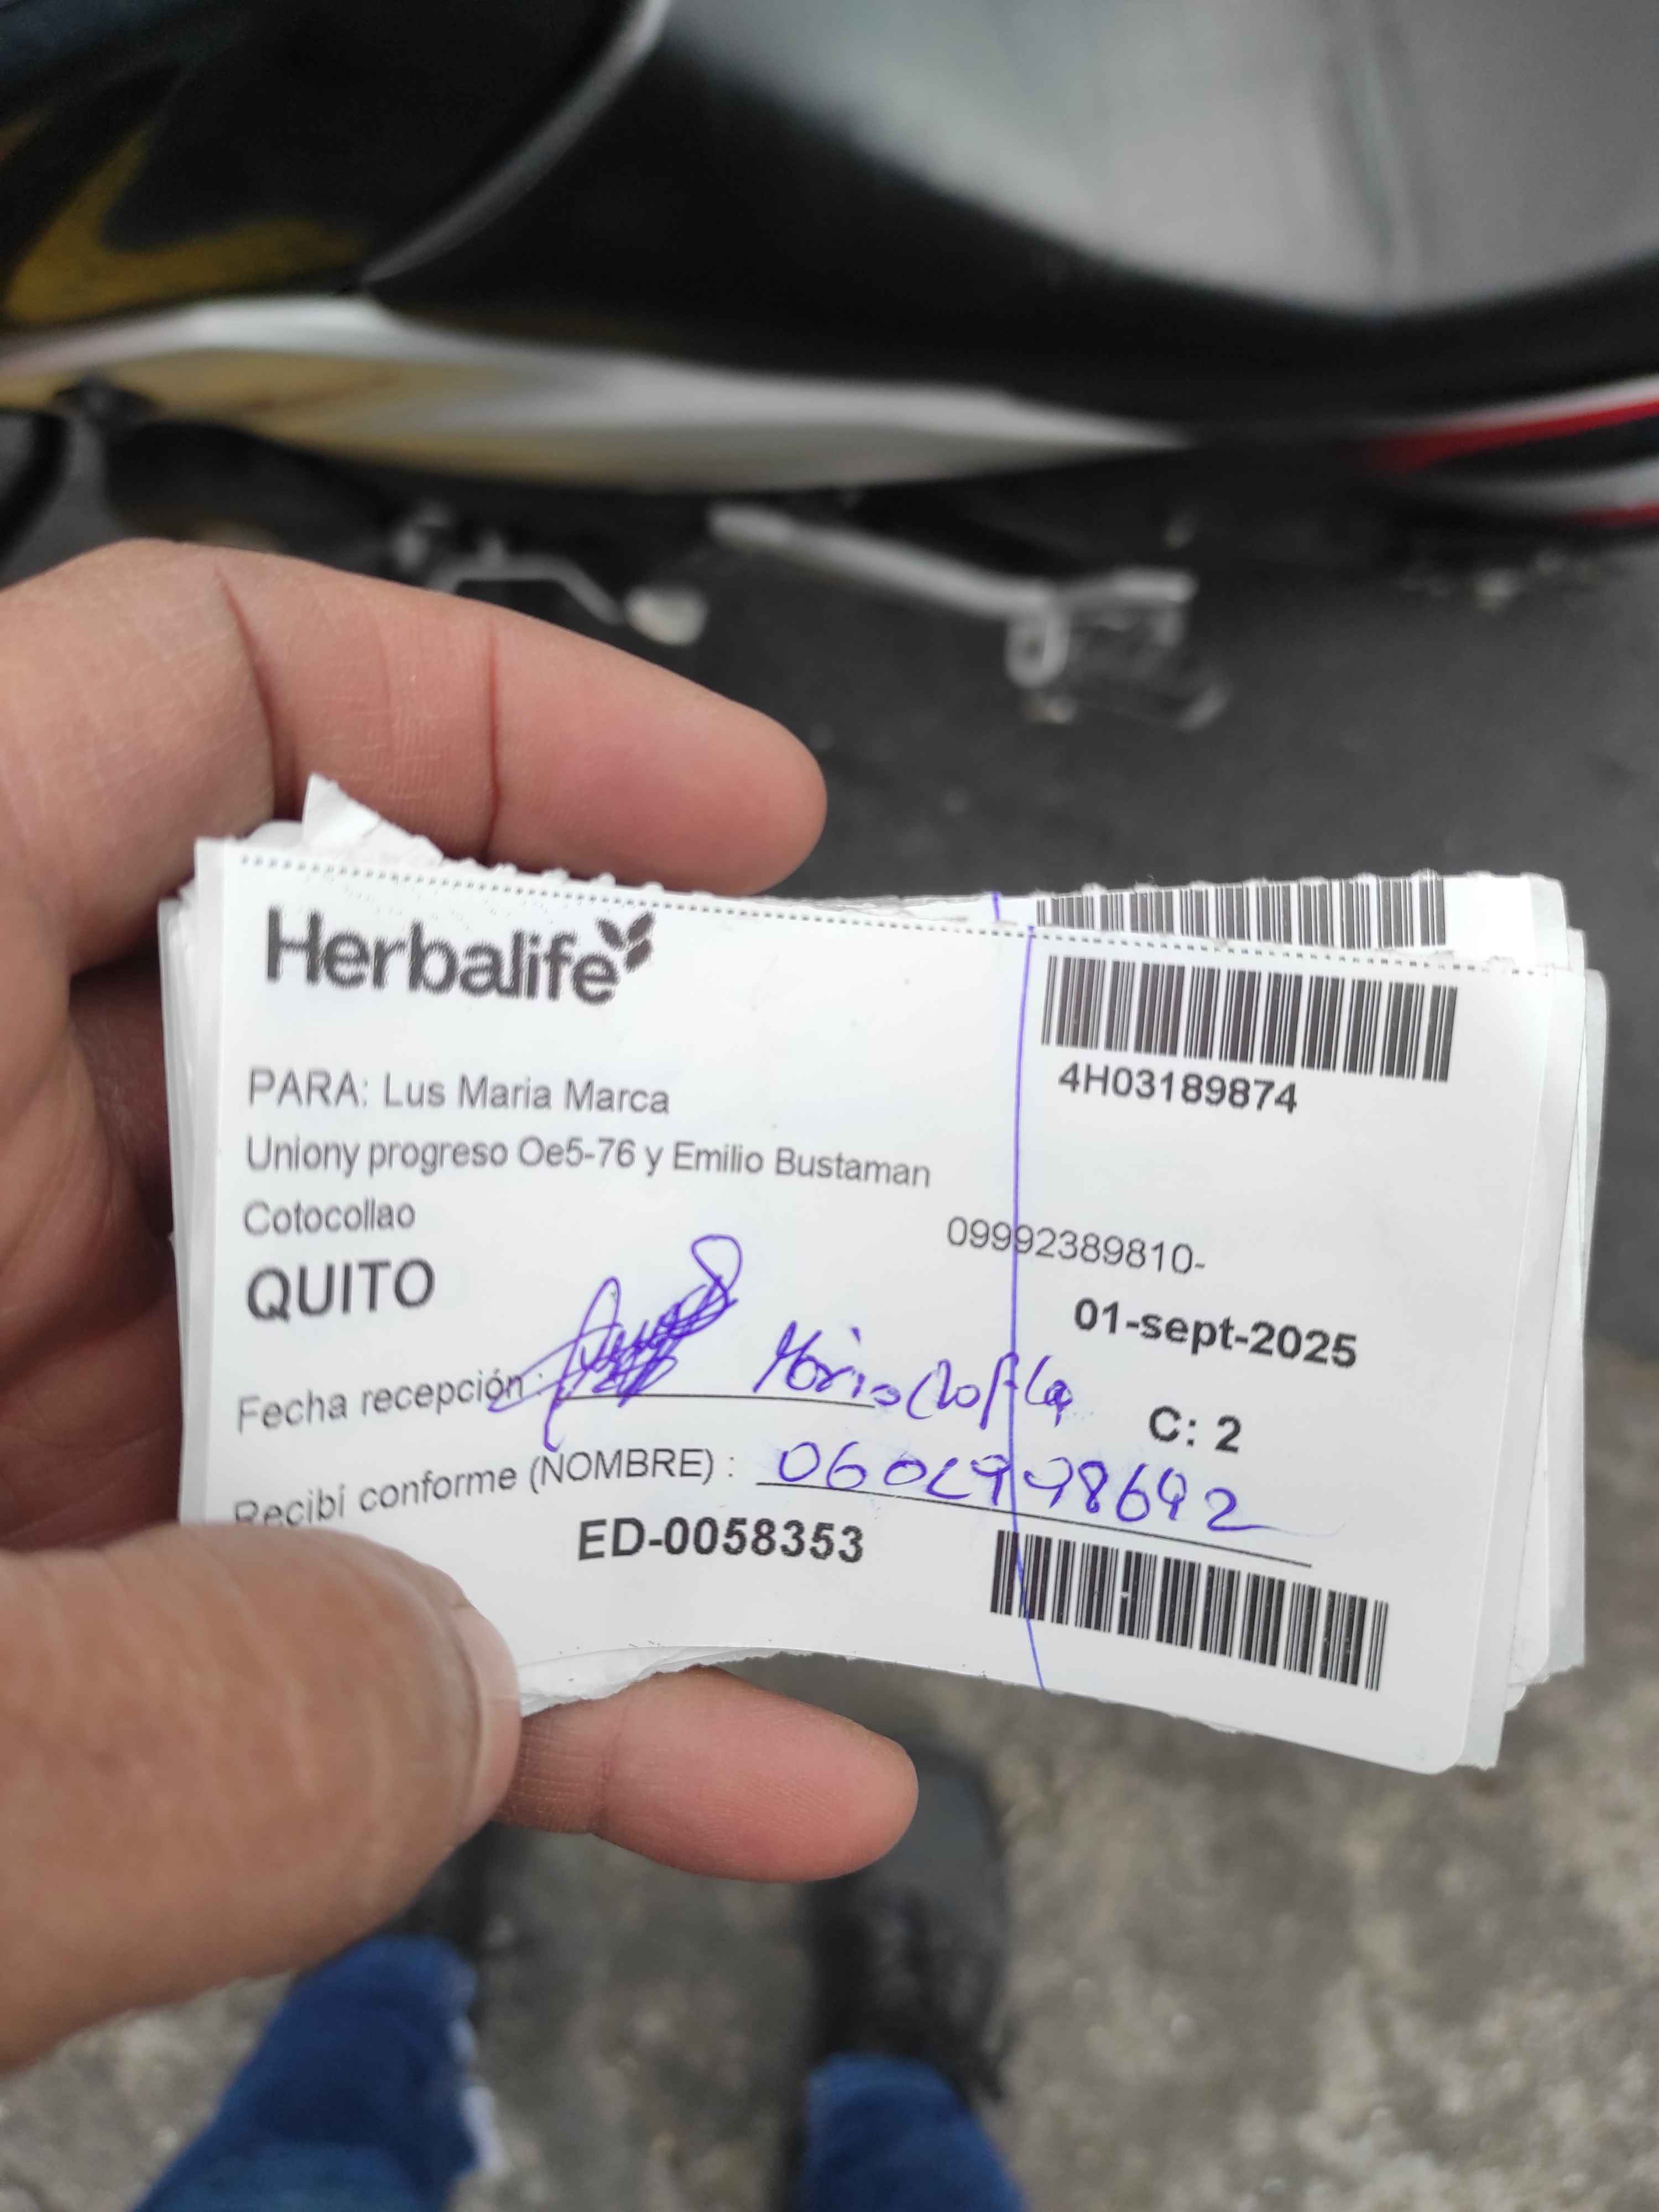 Herbalife
4H03189874
PARA: Lus Maria Marca
Uniony progreso Oe5-76 y Emilio Bustaman
Cotocollao
09992389810-
QUITO
01-sept-2025
Fecha recepción :
C: 2
Recibí conforme (NOMBRE) :
ED-0058353